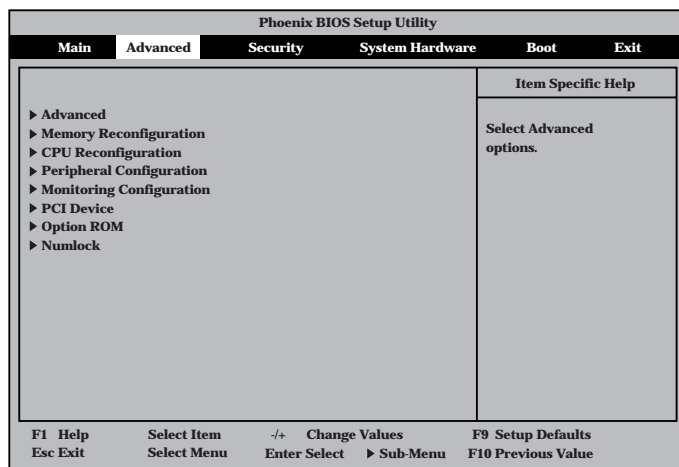 Phoenix BIOS Setup Utility
Main Advanced Security System Hardware Boot Exit
Item Specific Help
Select Advanced
options.
▶ Advanced
▶ Memory Reconfiguration
▶ CPU Reconfiguration
▶ Peripheral Configuration
▶ Monitoring Configuration
▶ PCI Device
▶ Option ROM
▶ Numlock
F1 Help Select Item -/+ Change Values F9 Setup Defaults
Esc Exit Select Menu Enter Select ▶ Sub-Menu F10 Previous Value